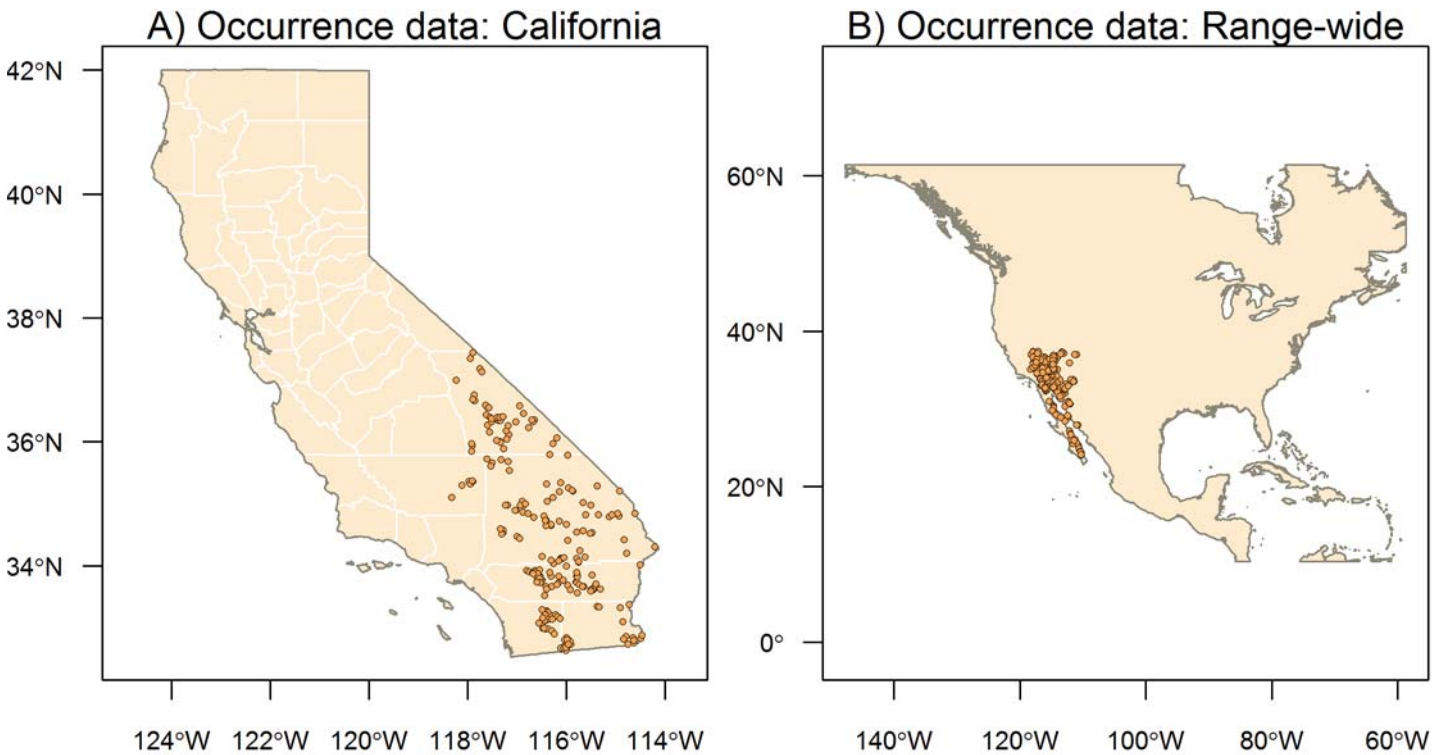 A) Occurrence data: California
42°N
40°N
38°N
36°N
34°N
124°W 122°W 120°W 118°W 116°W 114°W
B) Occurrence data: Range-wide
60°N
40°N
20°N
0°
140°W 120°W 100°W 80°W 60°W